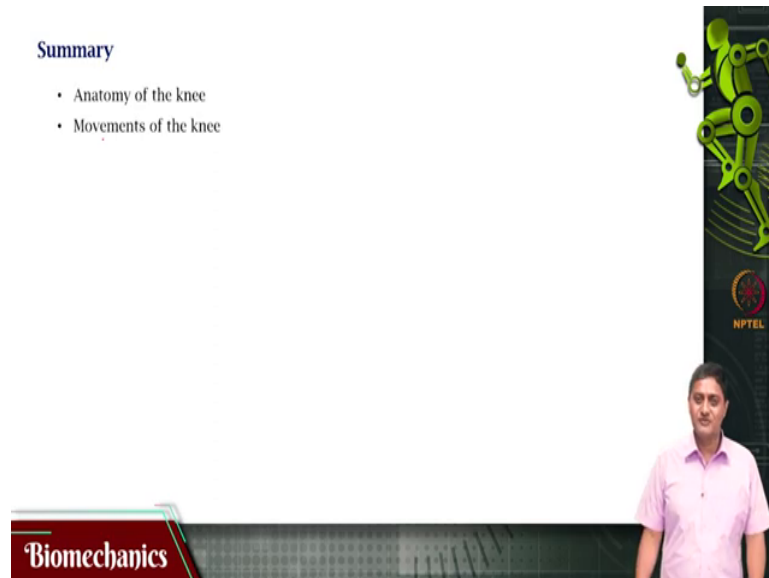 Summary
• Anatomy of the knee
• Movements of the knee
NPTEL
Biomechanics